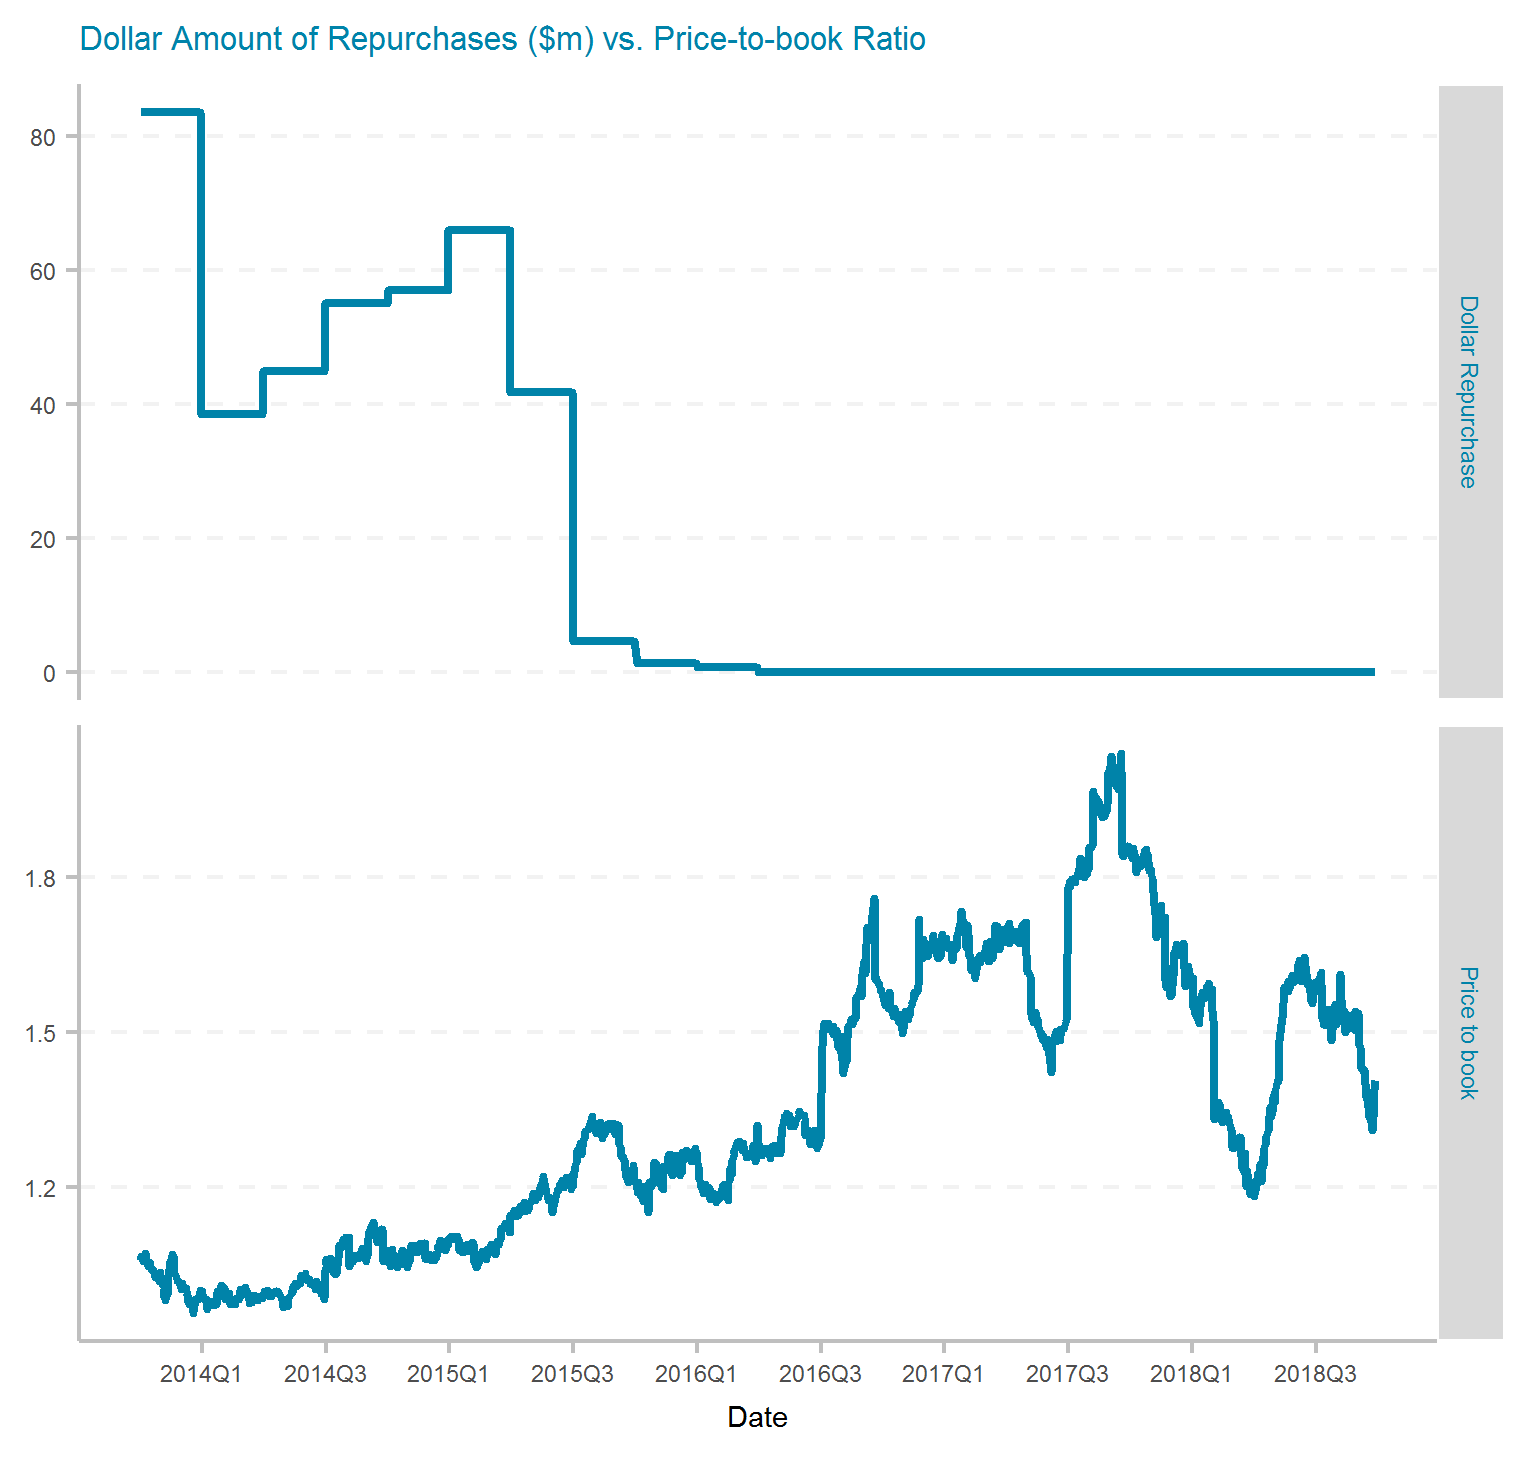 Dollar Amount of Repurchases ($m) vs. Price-to-book Ratio
80
60
40
20
0
Dollar Repurchase
1.8
1.5
1.2
Price to book
2014Q1 2014Q3 2015Q1 2015Q3 2016Q1 2016Q3 2017Q1 2017Q3 2018Q1 2018Q3
Date